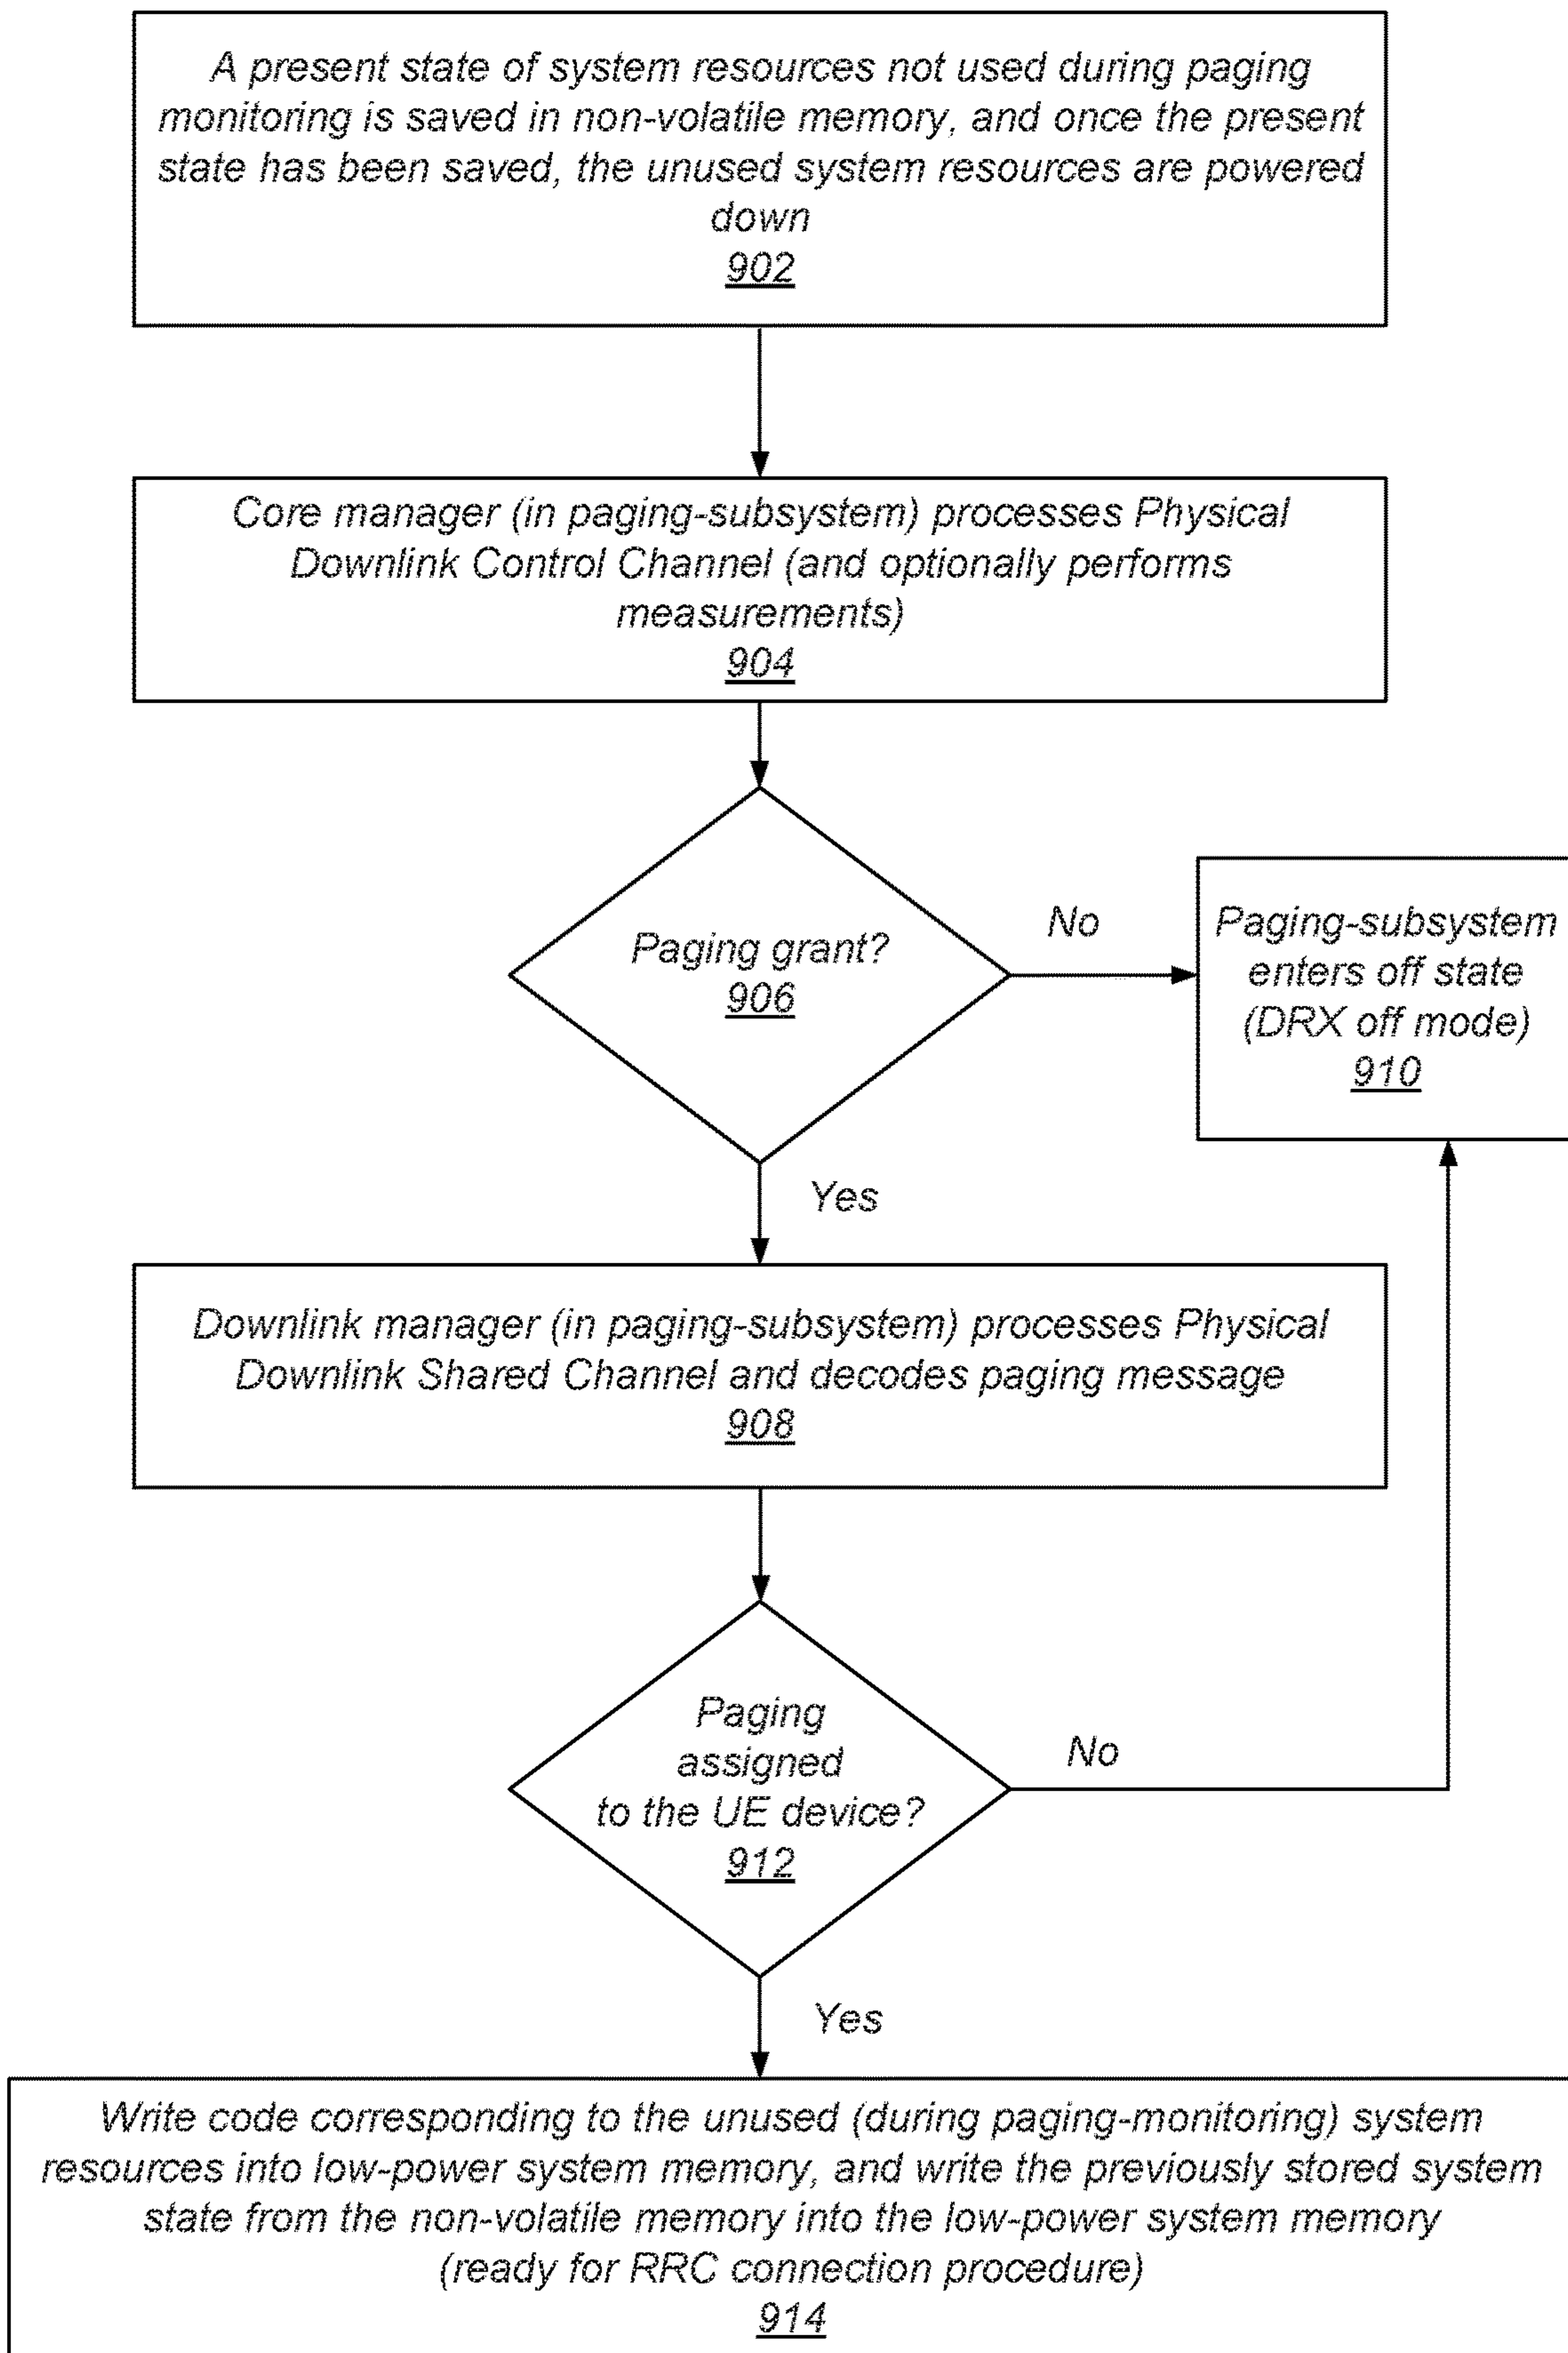 A present state of system resources not used during paging
monitoring is saved in non-volatile memory, and once the present
state has been saved, the unused system resources are powered
down
902
Core manager (in paging-subsystem) processes Physical
Downlink Control Channel (and optionally performs
measurements)
904
Paging grant?
906
No
Paging-subsystem
enters off state
(DRX off mode)
910
Yes
Downlink manager (in paging-subsystem) processes Physical
Downlink Shared Channel and decodes paging message
908
Paging
assigned
to the UE device?
912
No
Yes
Write code corresponding to the unused (during paging-monitoring) system
resources into low-power system memory, and write the previously stored system
state from the non-volatile memory into the low-power system memory
(ready for RRC connection procedure)
914